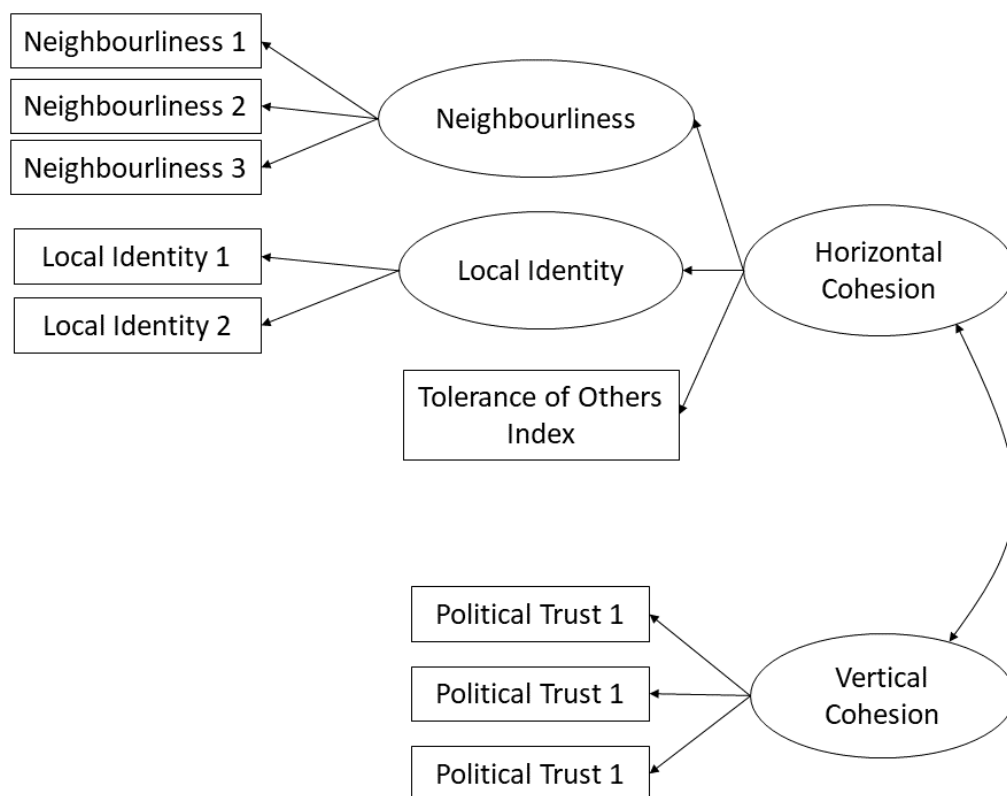 Neighbourliness 1
Neighbourliness 2
Neighbourliness 3
Neighbourliness
Local Identity 1
Local Identity 2
Local Identity
Horizontal
Cohesion
Tolerance of Others
Index
Political Trust 1
Political Trust 1
Political Trust 1
Vertical
Cohesion